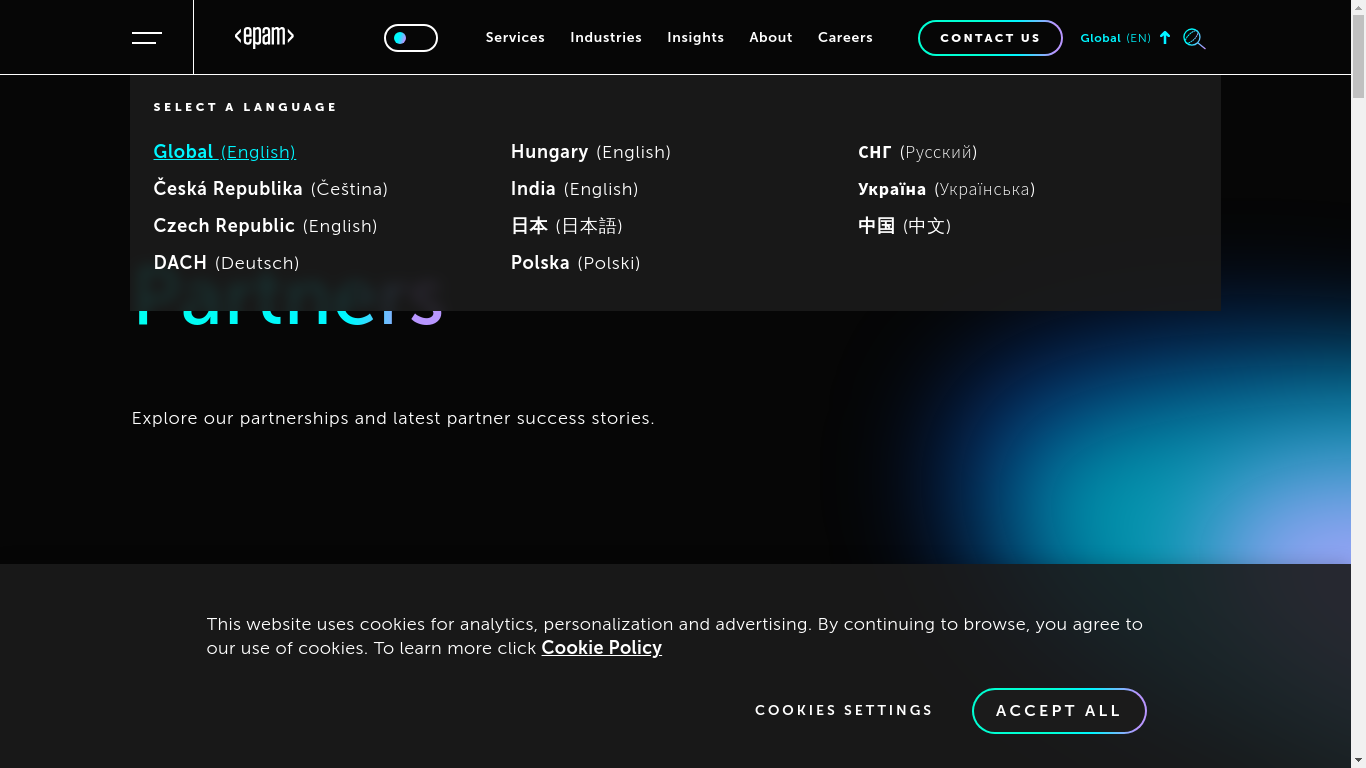 <epam>
Services Industries Insights About Careers
CONTACT US
Global (EN)
SELECT A LANGUAGE
Global (English)
Česká Republika (Čeština)
Czech Republic (English)
DACH (Deutsch)
Hungary (English)
India (English)
日本 (日本語)
Polska (Polski)
СНГ (Русский)
Україна (Українська)
中国 (中文)
Partners
Explore our partnerships and latest partner success stories.
This website uses cookies for analytics, personalization and advertising. By continuing to browse, you agree to
our use of cookies. To learn more click Cookie Policy
COOKIES SETTINGS
ACCEPT ALL